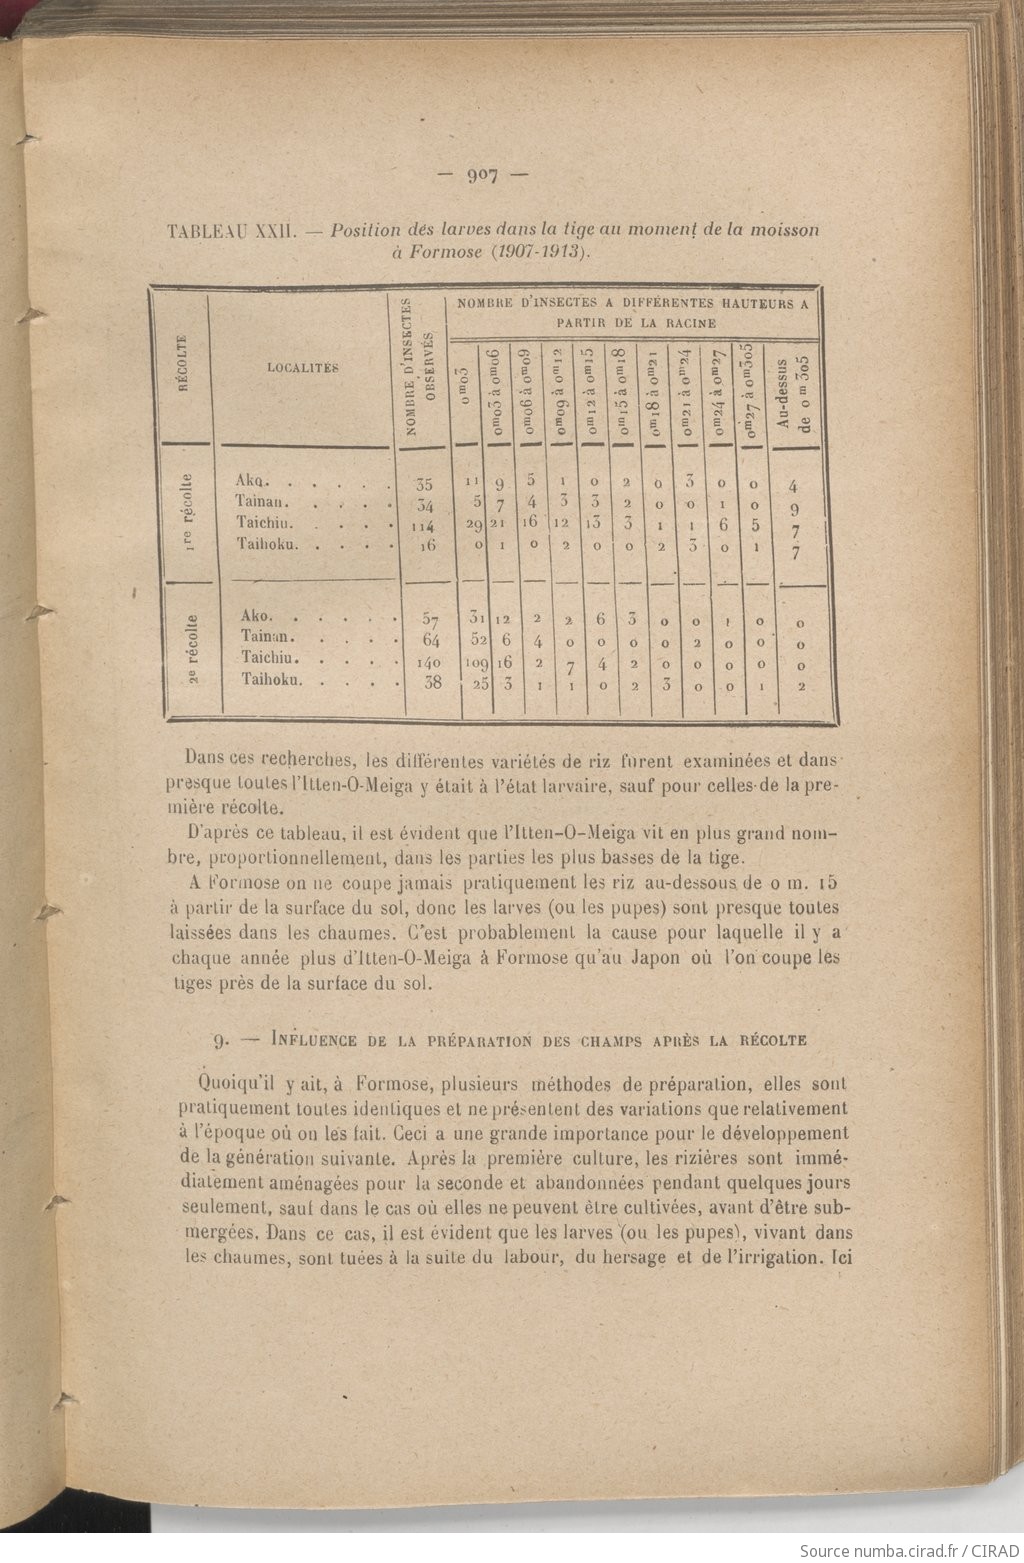 — 907 —
TABLEAU XXII. — Position des larves dans la tige au moment de la moisson
à Formose (1907-1913).
RÉCOLTE
LOCALITÉS
NOMBRE D'INSECTES
OBSERVÉS
NOMBRE D'INSECTES A DIFFÉRENTES HAUTEURS A
PARTIR DE LA RACINE
0m03
0m03 à 0m06
0m06 à 0m09
0m09 à 0m12
0m12 à 0m15
0m15 à 0m18
0m18 à 0m21
0m21 à 0m24
0m24 à 0m27
0m27 à 0m305
Au-dessus
de 0 m 305
1re récolte
Ako. . . . . . 35 11 9 5 1 0 2 0 3 0 0 4
Tainan. . . . . 34 5 7 4 3 3 2 0 0 1 0 9
Taichiu. . . . . 114 29 21 16 12 13 3 1 1 6 5 7
Taihoku. . . . . 16 0 1 0 2 0 0 2 3 0 1 7
2e récolte
Ako. . . . . . 57 31 12 2 2 6 3 0 0 1 0 0
Tainan. . . . . 64 52 6 4 0 0 0 0 2 0 0 0
Taichiu. . . . . 140 109 16 2 7 4 2 0 0 0 0 0
Taihoku. . . . . 38 25 3 1 1 0 2 3 0 0 1 2
Dans ces recherches, les différentes variétés de riz furent examinées et dans
presque toutes l'Itten-O-Meiga y était à l'état larvaire, sauf pour celles de la pre-
mière récolte.
D'après ce tableau, il est évident que l'Itten-O-Meiga vit en plus grand nom-
bre, proportionnellement, dans les parties les plus basses de la tige.
A Formose on ne coupe jamais pratiquement les riz au-dessous de 0 m. 15
à partir de la surface du sol, donc les larves (ou les pupes) sont presque toutes
laissées dans les chaumes. C'est probablement la cause pour laquelle il y a
chaque année plus d'Itten-O-Meiga à Formose qu'au Japon où l'on coupe les
tiges près de la surface du sol.
9. — INFLUENCE DE LA PRÉPARATION DES CHAMPS APRÈS LA RÉCOLTE
Quoiqu'il y ait, à Formose, plusieurs méthodes de préparation, elles sont
pratiquement toutes identiques et ne présentent des variations que relativement
à l'époque où on les fait. Ceci a une grande importance pour le développement
de la génération suivante. Après la première culture, les rizières sont immé-
diatement aménagées pour la seconde et abandonnées pendant quelques jours
seulement, sauf dans le cas où elles ne peuvent être cultivées, avant d'être sub-
mergées. Dans ce cas, il est évident que les larves (ou les pupes), vivant dans
les chaumes, sont tuées à la suite du labour, du hersage et de l'irrigation. Ici
Source numba.cirad.fr / CIRAD